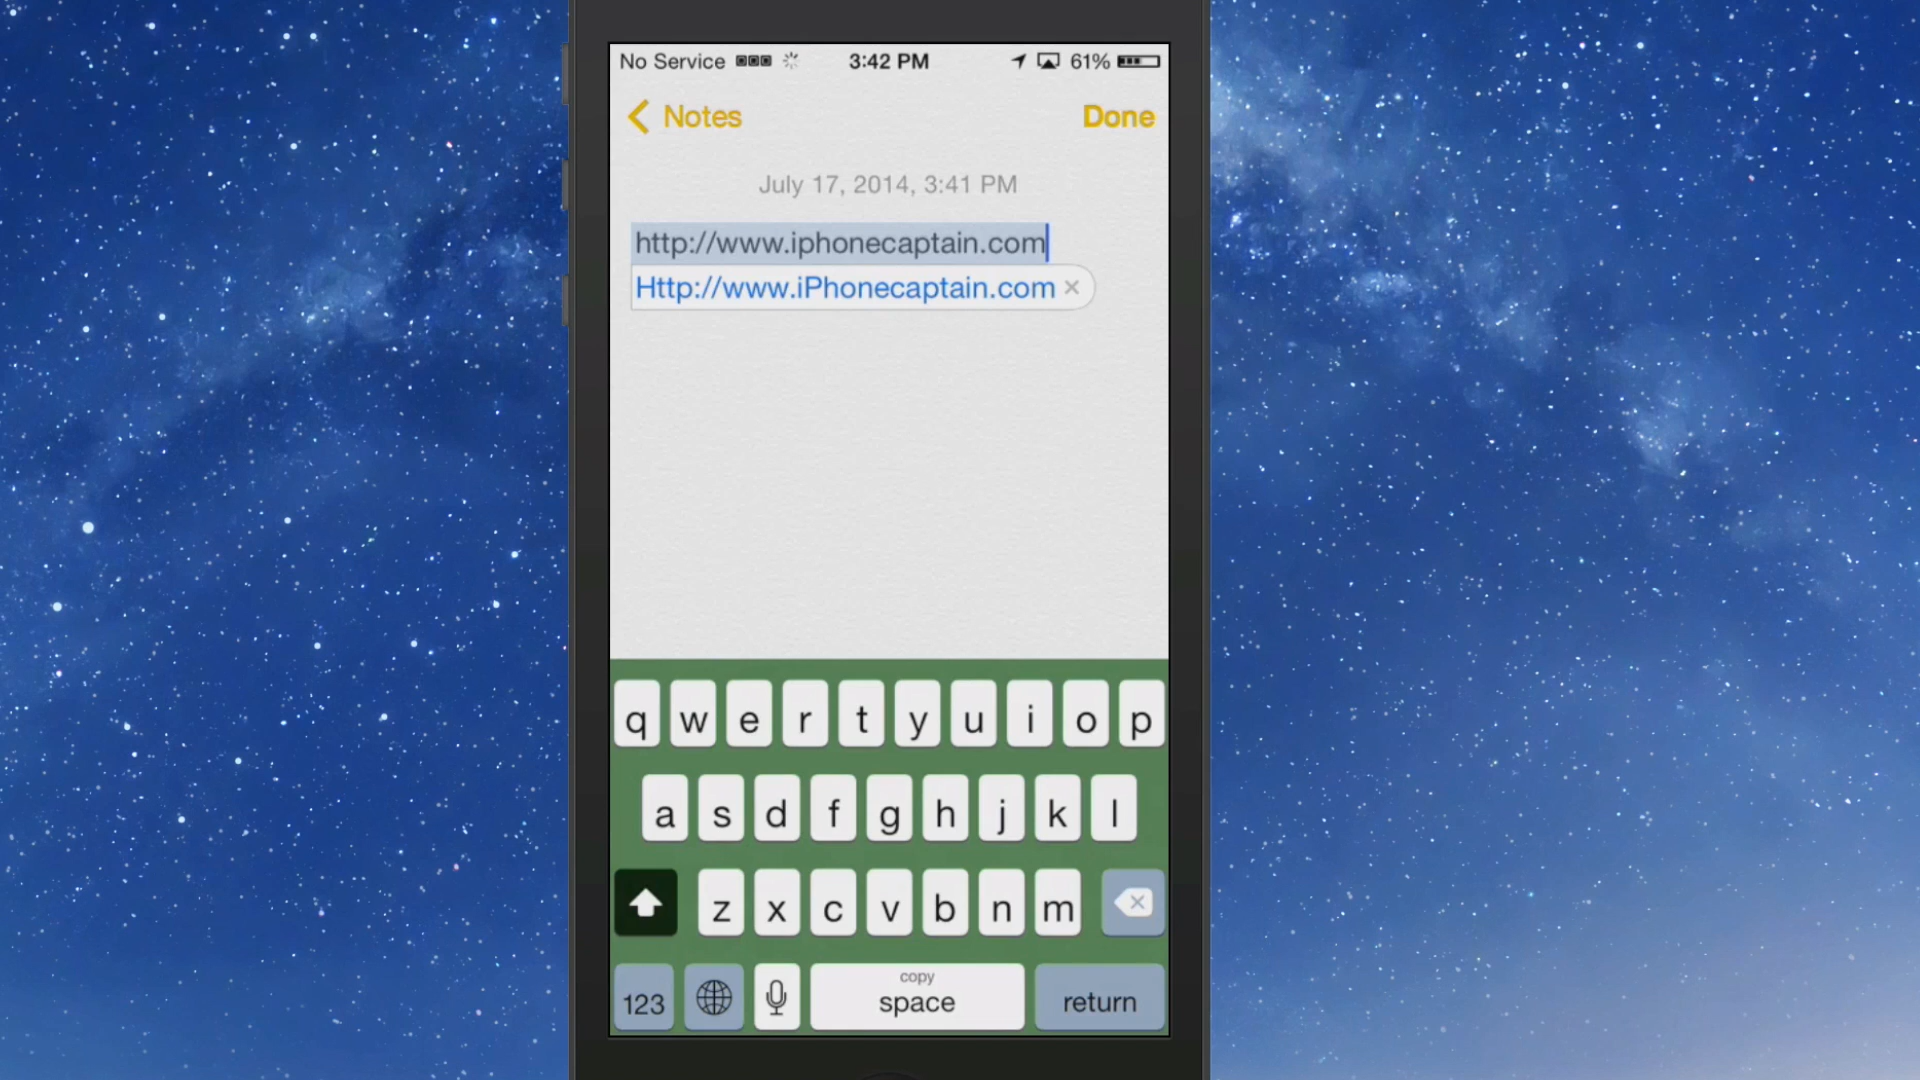 No Service 3:42 PM 61%
Notes Done
July 17, 2014, 3:41 PM
http://www.iphonecaptain.com
Http://www.iPhonecaptain.com ×
q w e r t y u i o p
a s d f g h j k l
z x c v b n m
copy
123 space return